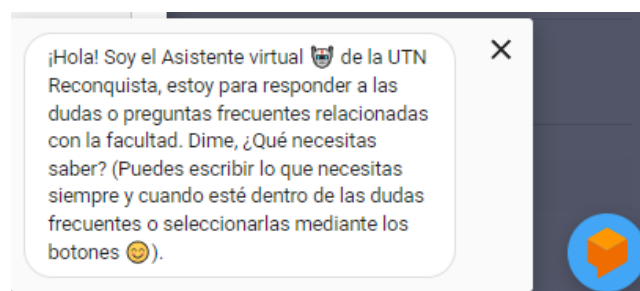 ¡Hola! Soy el Asistente virtual 🤖 de la UTN
Reconquista, estoy para responder a las
dudas o preguntas frecuentes relacionadas
con la facultad. Dime, ¿Qué necesitas
saber? (Puedes escribir lo que necesitas
siempre y cuando esté dentro de las dudas
frecuentes o seleccionarlas mediante los
botones 😊).